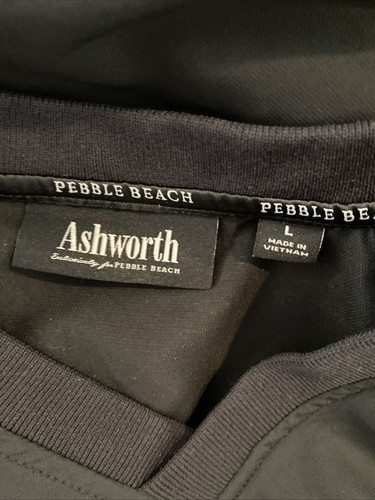 PEBBLE BEACH
PEBBLE BEA
Ashworth
Exclusively for PEBBLE BEACH
L
MADE IN
VIETNAM